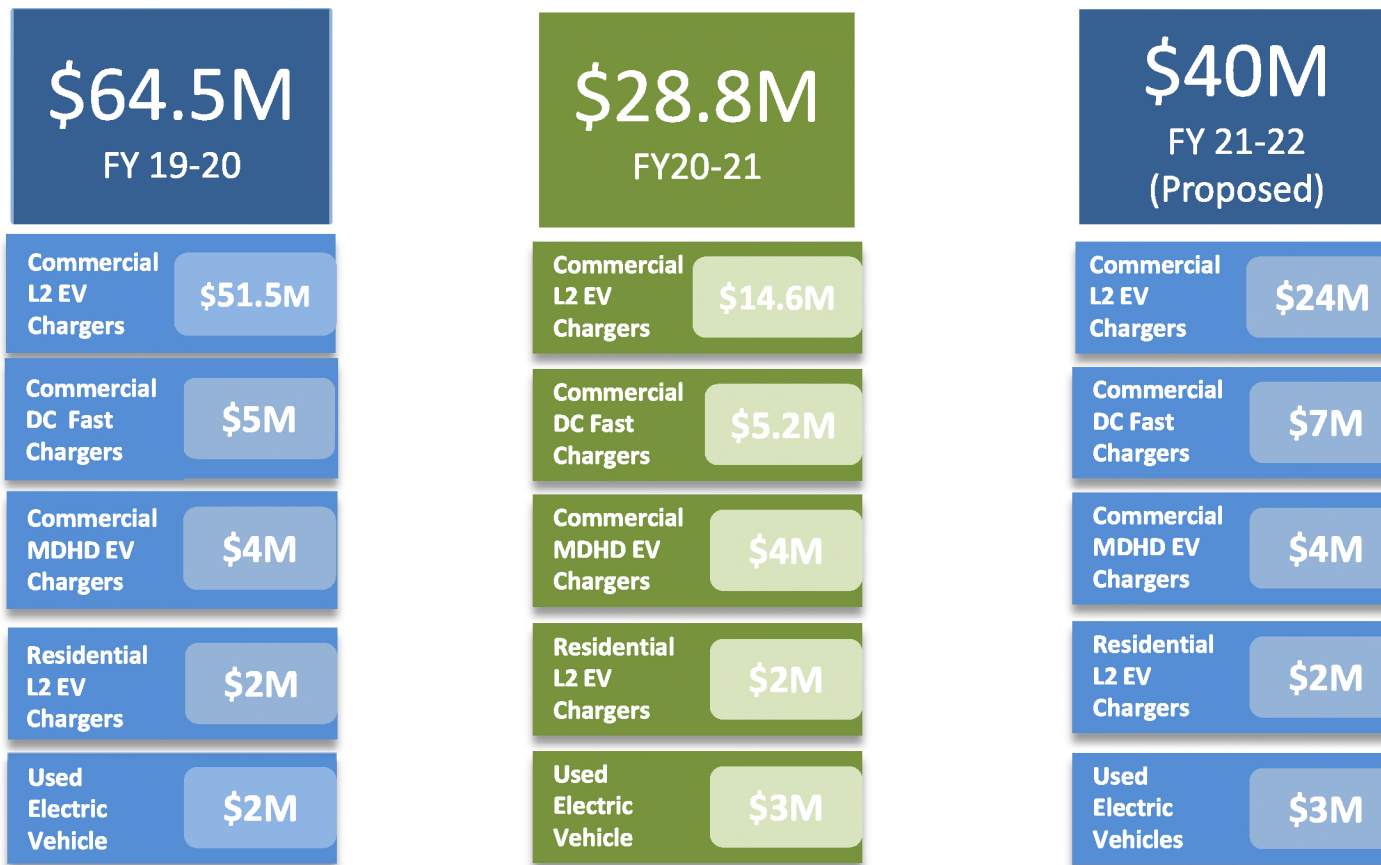 $64.5M
FY 19-20
Commercial
L2 EV
Chargers
$51.5M
Commercial
DC Fast
Chargers
$5M
Commercial
MDHD EV
Chargers
$4M
Residential
L2 EV
Chargers
$2M
Used
Electric
Vehicle
$2M
$28.8M
FY20-21
Commercial
L2 EV
Chargers
$14.6M
Commercial
DC Fast
Chargers
$5.2M
Commercial
MDHD EV
Chargers
$4M
Residential
L2 EV
Chargers
$2M
Used
Electric
Vehicle
$3M
$40M
FY 21-22
(Proposed)
Commercial
L2 EV
Chargers
$24M
Commercial
DC Fast
Chargers
$7M
Commercial
MDHD EV
Chargers
$4M
Residential
L2 EV
Chargers
$2M
Used
Electric
Vehicles
$3M